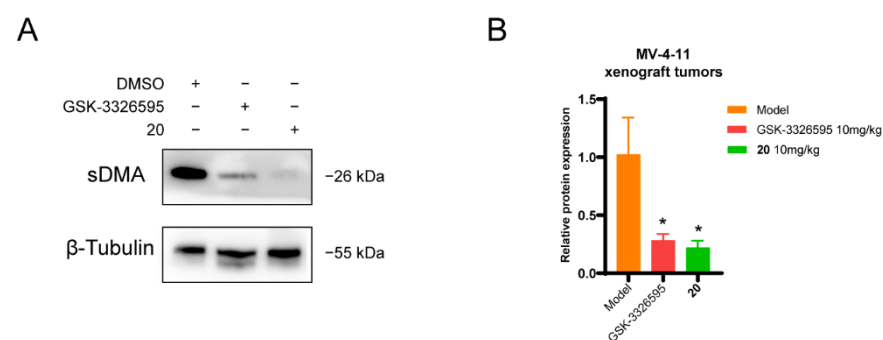 A
DMSO + − −
GSK-3326595 − + −
20 − − +
sDMA −26 kDa
β-Tubulin −55 kDa
B
MV-4-11
xenograft tumors
Relative protein expression
1.5
1.0
0.5
0.0
* *
Model
GSK-3326595
20
Model
GSK-3326595 10mg/kg
20 10mg/kg